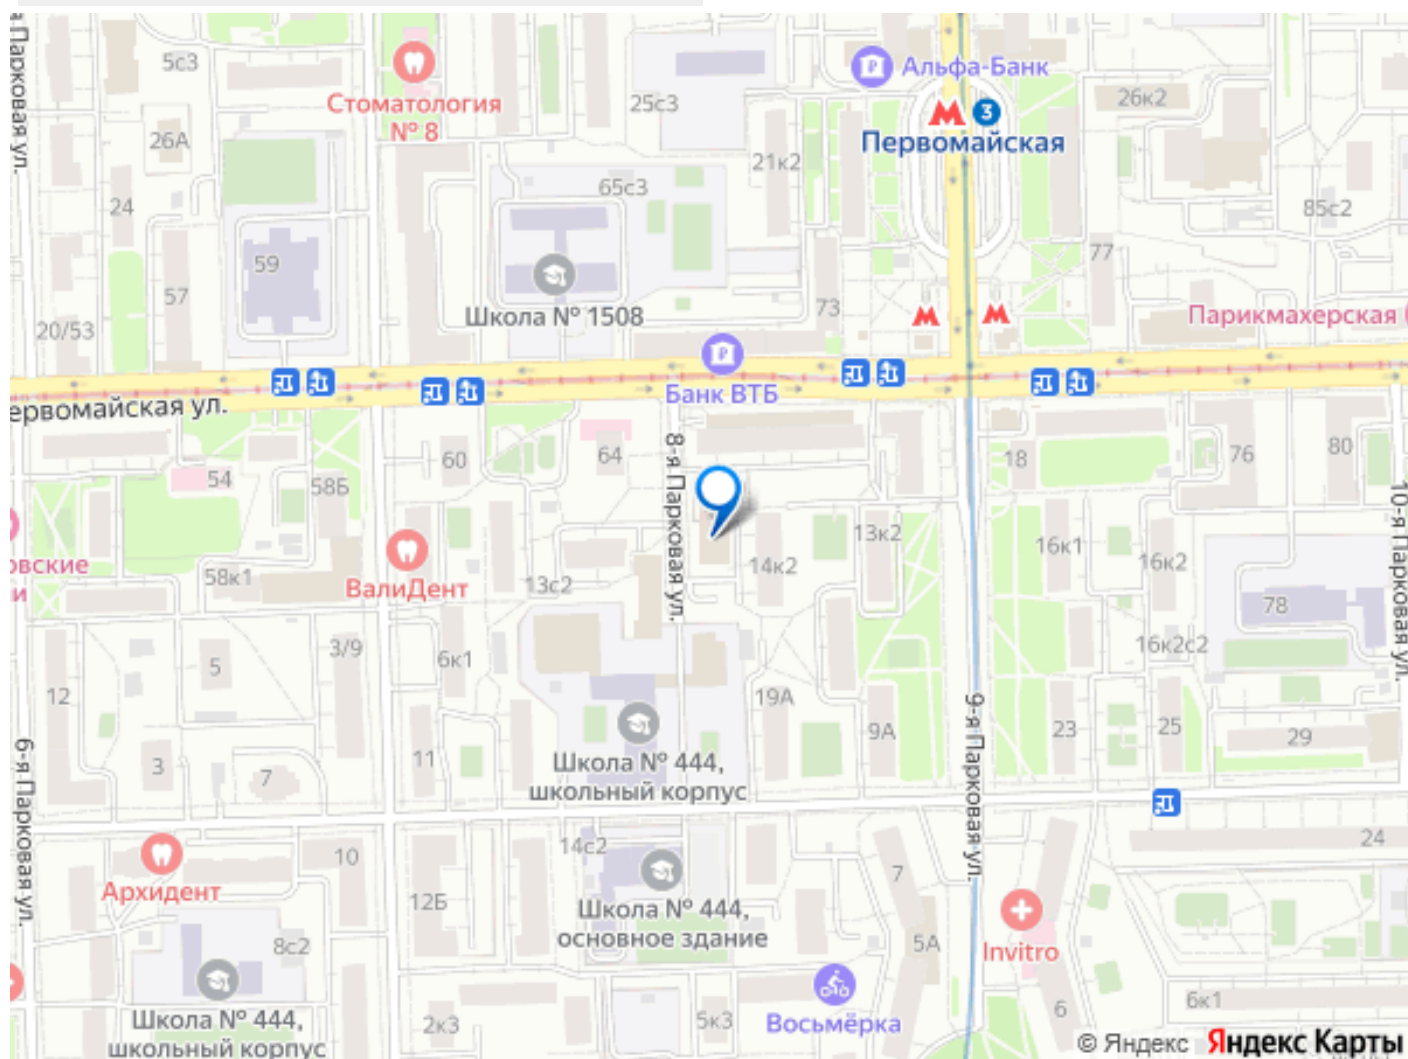 я Парковая ул.
5с3
Стоматология
№ 8
25с3
Альфа-Банк
3
Первомайская
26к2
26А
21к2
24
65с3
85с2
59
77
57
73
20/53
Школа № 1508
Парикмахерская
Банк ВТБ
ервомайская ул.
8-я Парковая ул.
60
64
18
76
80
54
58Б
10-я Парковая ул.
13к2
16к1
16к2
овские
и
58к1
ВалиДент
13с2
14к2
78
3/9
6к1
5
16к2с2
12
19А
9-я Парковая ул.
9А
23
25
29
6-я Парковая ул.
3
7
11
Школа № 444,
школьный корпус
14с2
24
10
7
Архидент
12Б
Школа № 444,
основное здание
8с2
5А
Invitro
Школа № 444,
школьный корпус
2к3
5к3
Восьмёрка
6
6к1
© Яндекс Яндекс Карты